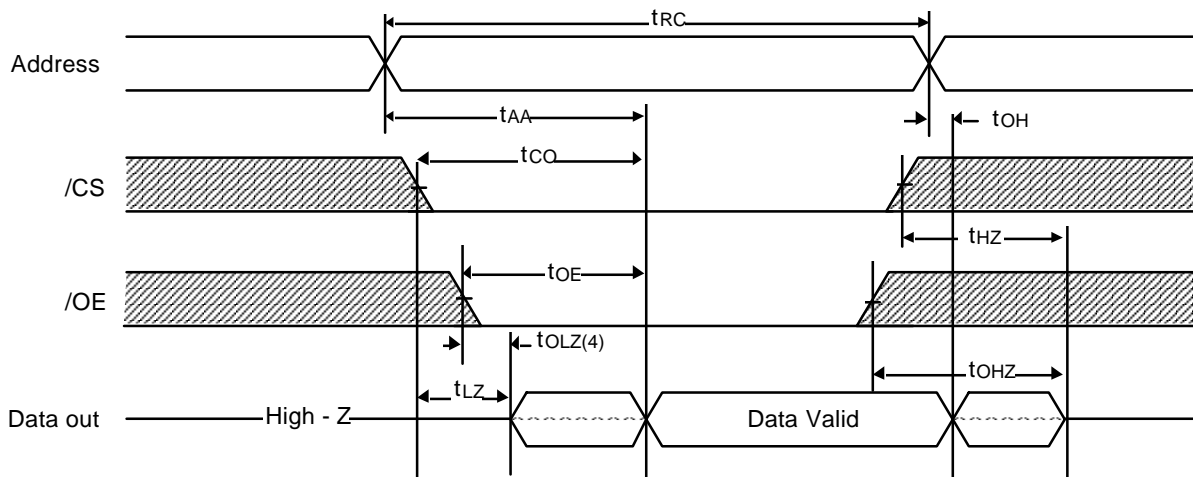 tRC
Address
tAA
tOH
tCO
/CS
tHZ
tOE
/OE
tOLZ(4)
tOHZ
tLZ
Data out
High - Z
Data Valid